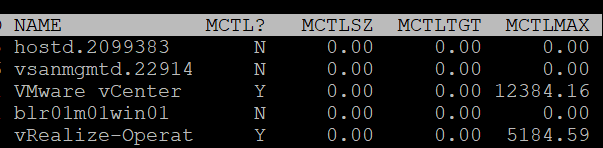 NAME MCTL? MCTLSZ MCTLTGT MCTLMAX
hostd.2099383 N 0.00 0.00 0.00
vsanmgmtd.22914 N 0.00 0.00 0.00
VMware vCenter Y 0.00 0.00 12384.16
blr01m01win01 N 0.00 0.00 0.00
vRealize-Operat Y 0.00 0.00 5184.59